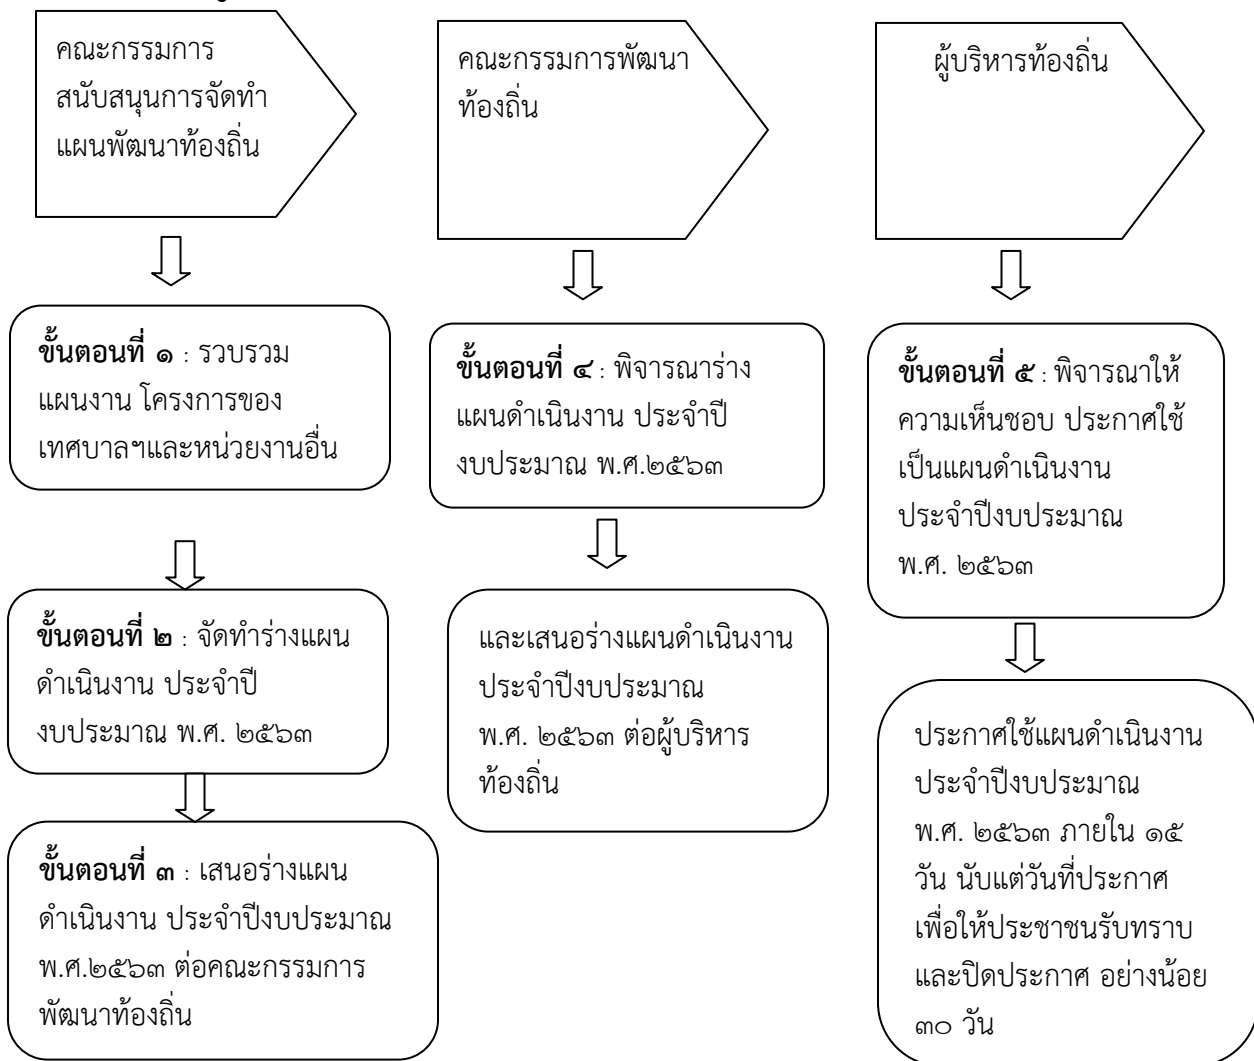 คณะกรรมการ
สนับสนุนการจัดทำ
แผนพัฒนาท้องถิ่น
ขั้นตอนที่ ๑ : รวบรวม
แผนงาน โครงการของ
เทศบาลฯและหน่วยงานอื่น
ขั้นตอนที่ ๒ : จัดทำร่างแผน
ดำเนินงาน ประจำปี
งบประมาณ พ.ศ. ๒๕๖๓
ขั้นตอนที่ ๓ : เสนอร่างแผน
ดำเนินงาน ประจำปีงบประมาณ
พ.ศ.๒๕๖๓ ต่อคณะกรรมการ
พัฒนาท้องถิ่น
คณะกรรมการพัฒนา
ท้องถิ่น
ขั้นตอนที่ ๔ : พิจารณาร่าง
แผนดำเนินงาน ประจำปี
งบประมาณ พ.ศ.๒๕๖๓
และเสนอร่างแผนดำเนินงาน
ประจำปีงบประมาณ
พ.ศ. ๒๕๖๓ ต่อผู้บริหาร
ท้องถิ่น
ผู้บริหารท้องถิ่น
ขั้นตอนที่ ๕ : พิจารณาให้
ความเห็นชอบ ประกาศใช้
เป็นแผนดำเนินงาน
ประจำปีงบประมาณ
พ.ศ. ๒๕๖๓
ประกาศใช้แผนดำเนินงาน
ประจำปีงบประมาณ
พ.ศ. ๒๕๖๓ ภายใน ๑๕
วัน นับแต่วันที่ประกาศ
เพื่อให้ประชาชนรับทราบ
และปิดประกาศ อย่างน้อย
๓๐ วัน